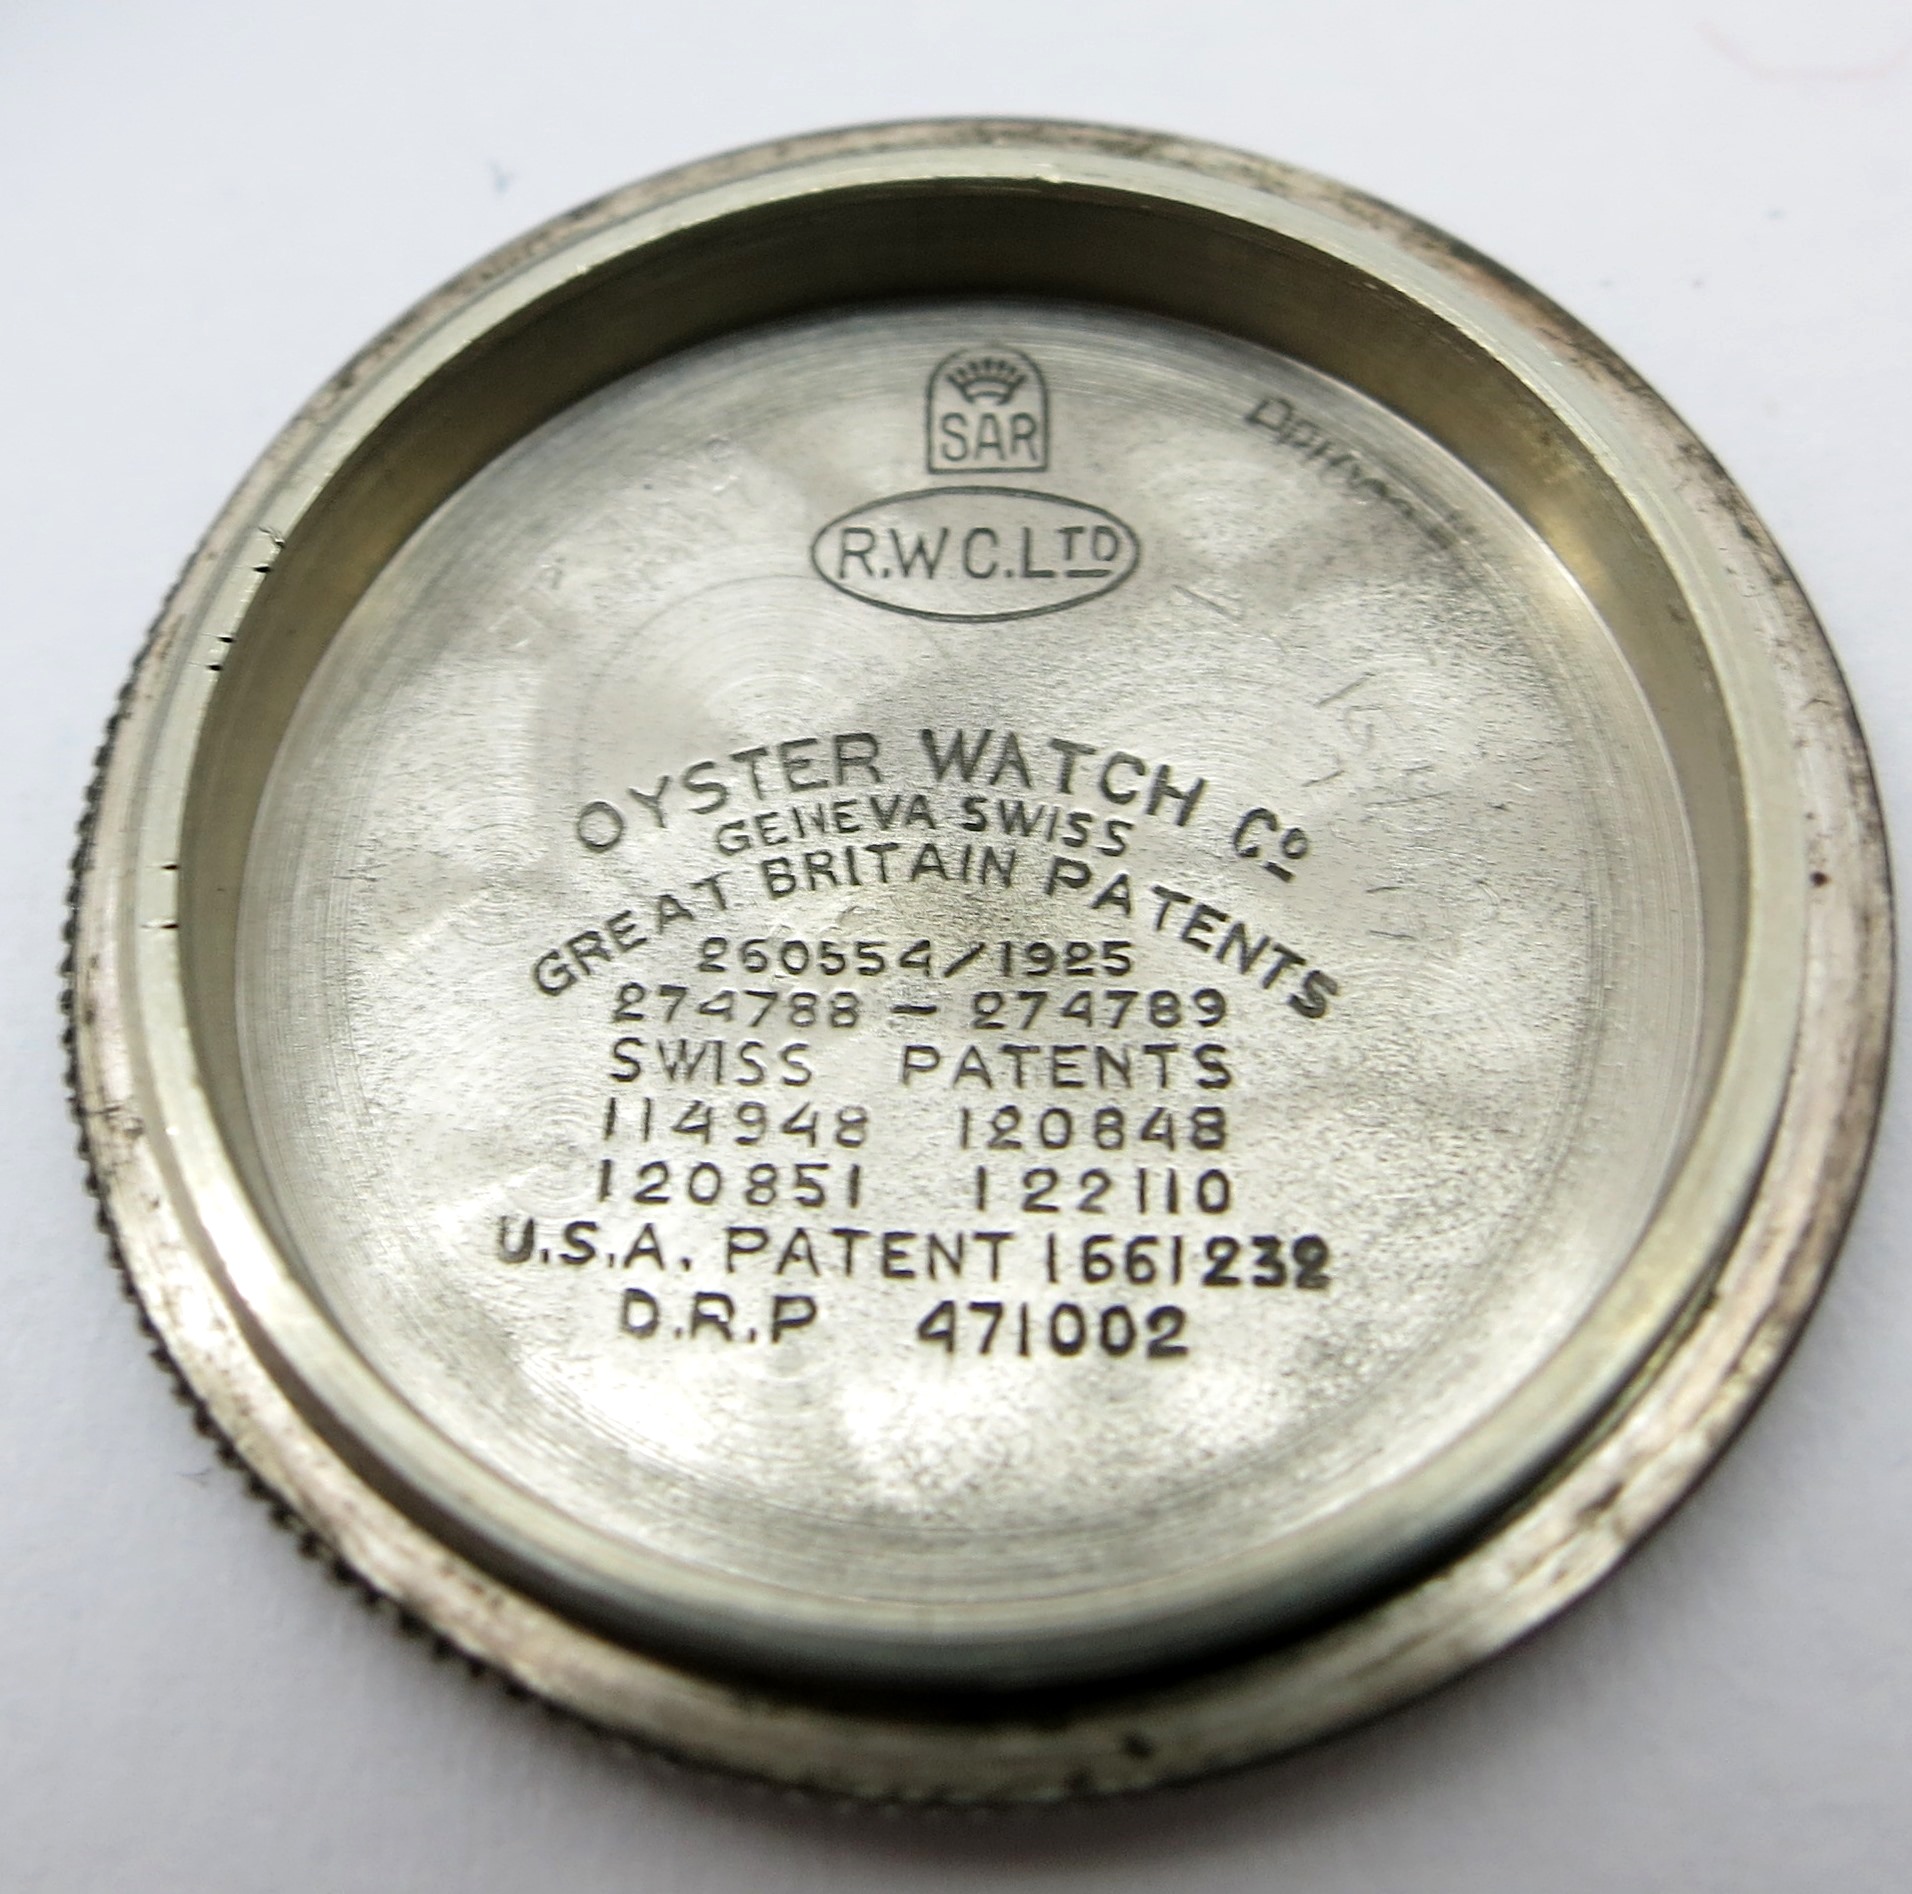 SAR
R.W.C.LTD
OYSTER WATCH Co
GENEVA SWISS
GREAT BRITAIN PATENTS
260554/1925
274788 - 274789
SWISS PATENTS
114948 120848
120851 122110
U.S.A. PATENT 1661232
D.R.P 471002